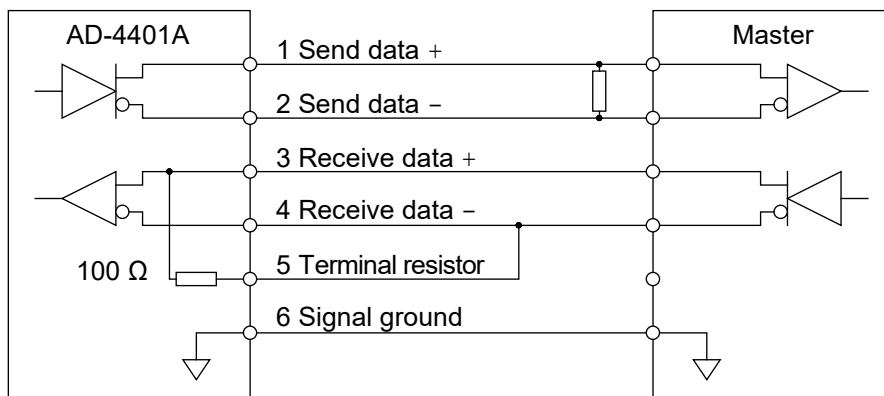 AD-4401A
Master
1 Send data +
2 Send data −
3 Receive data +
4 Receive data −
5 Terminal resistor
100 Ω
6 Signal ground